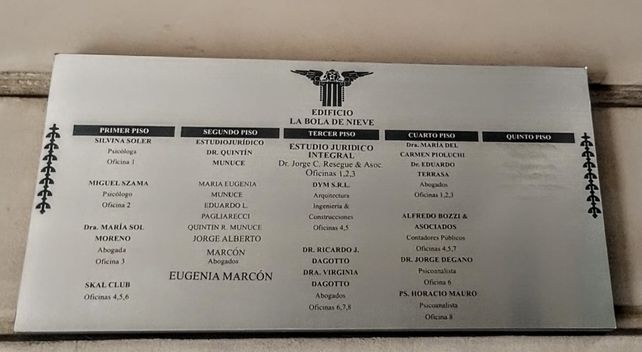 EDIFICIO
LA BOLA DE NIEVE
PRIMER PISO
SILVINA SOLER
Psicóloga
Oficina 1
MIGUEL SZAMA
Psicólogo
Oficina 2
Dra. MARÍA SOL
MORENO
Abogada
Oficina 3
SKAL CLUB
Oficinas 4,5,6
SEGUNDO PISO
ESTUDIO JURÍDICO
DR. QUINTÍN
MUNUCE
MARIA EUGENIA
MUNUCE
EDUARDO L.
PAGLIARECCI
QUINTIN R. MUNUCE
JORGE ALBERTO
MARCÓN
Abogados
EUGENIA MARCÓN
TERCER PISO
ESTUDIO JURIDICO
INTEGRAL
Dr. Jorge C. Resegue & Asoc.
Oficinas 1,2,3
DYM S.R.L.
Arquitectura
Ingeniería &
Construcciones
Oficinas 4,5
DR. RICARDO J.
DAGOTTO
DRA. VIRGINIA
DAGOTTO
Abogados
Oficinas 6,7,8
CUARTO PISO
Dra. MARÍA DEL
CARMEN PIOLUCHI
Dr. EDUARDO
TERRASA
Abogados
Oficinas 1,2,3
ALFREDO BOZZI &
ASOCIADOS
Contadores Públicos
Oficinas 4,5,7
DR. JORGE DEGANO
Psicoanalista
Oficina 6
PS. HORACIO MAURO
Psicoanalista
Oficina 8
QUINTO PISO